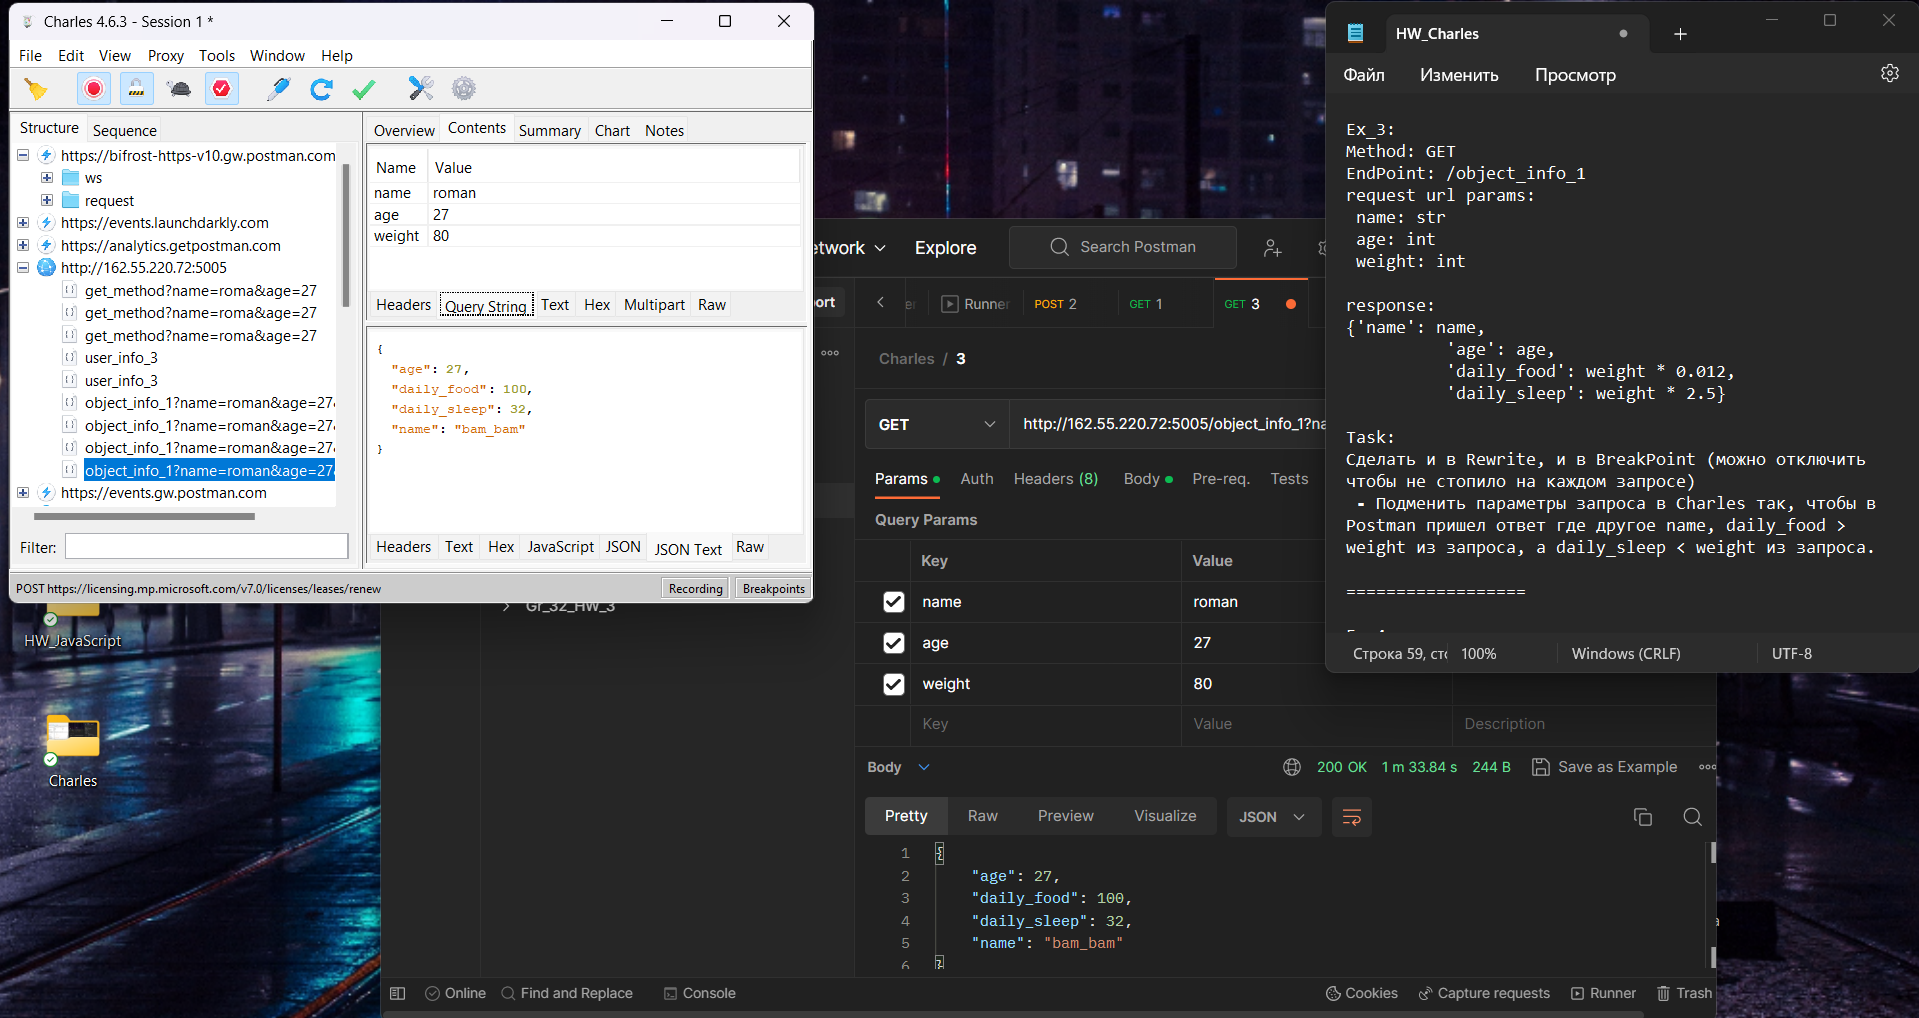 Charles 4.6.3 - Session 1 *
File Edit View Proxy Tools Window Help
Structure Sequence
https://bifrost-https-v10.gw.postman.com
ws
request
https://events.launchdarkly.com
https://analytics.getpostman.com
http://162.55.220.72:5005
get_method?name=roma&age=27
get_method?name=roma&age=27
get_method?name=roma&age=27
user_info_3
user_info_3
object_info_1?name=roman&age=27&
object_info_1?name=roman&age=27&
object_info_1?name=roman&age=27&
object_info_1?name=roman&age=27&
https://events.gw.postman.com
Filter:
Overview Contents Summary Chart Notes
Name Value
name roman
age 27
weight 80
Headers Query String Text Hex Multipart Raw
{
"age": 27,
"daily_food": 100,
"daily_sleep": 32,
"name": "bam_bam"
}
Headers Text Hex JavaScript JSON JSON Text Raw
POST https://licensing.mp.microsoft.com/v7.0/licenses/leases/renew
Recording Breakpoints
HW_JavaScript
Charles
etwork Explore Search Postman
ort Runner POST 2 GET 1 GET 3
Charles / 3
GET http://162.55.220.72:5005/object_info_1?na
Params Auth Headers (8) Body Pre-req. Tests
Query Params
Key Value
name roman
age 27
weight 80
Key Value Description
Gr_32_HW_3
Body 200 OK 1 m 33.84 s 244 B Save as Example
Pretty Raw Preview Visualize JSON
1 {
2 "age": 27,
3 "daily_food": 100,
4 "daily_sleep": 32,
5 "name": "bam_bam"
6 }
Online Find and Replace Console Cookies Capture requests Runner Trash
HW_Charles
Файл Изменить Просмотр
Ex_3:
Method: GET
EndPoint: /object_info_1
request url params:
name: str
age: int
weight: int
response:
{'name': name,
'age': age,
'daily_food': weight * 0.012,
'daily_sleep': weight * 2.5}
Task:
Сделать и в Rewrite, и в BreakPoint (можно отключить
чтобы не стопило на каждом запросе)
- Подменить параметры запроса в Charles так, чтобы в
Postman пришел ответ где другое name, daily_food >
weight из запроса, а daily_sleep < weight из запроса.
==================
Строка 59, сто 100% Windows (CRLF) UTF-8